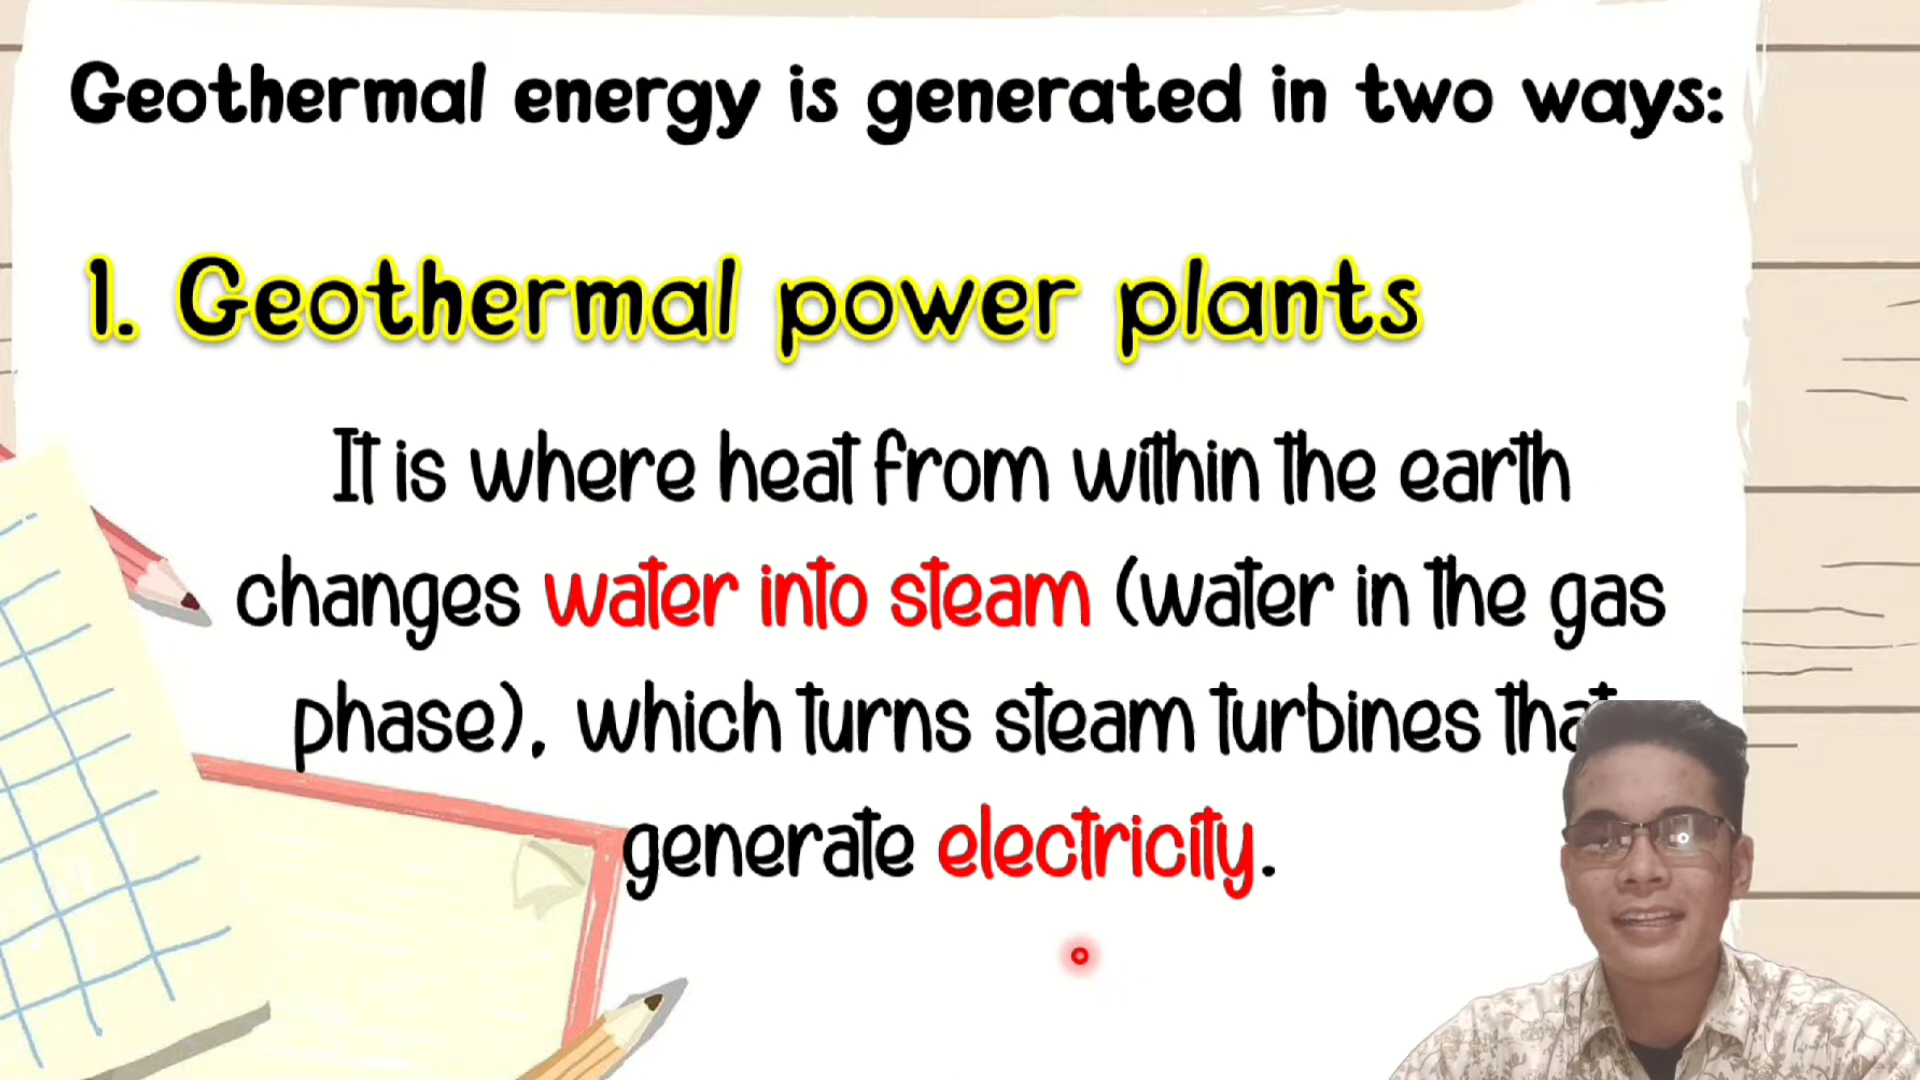 Geothermal energy is generated in two ways:
1. Geothermal power plants
It is where heat from within the earth
changes water into steam (water in the gas
phase), which turns steam turbines that
generate electricity.